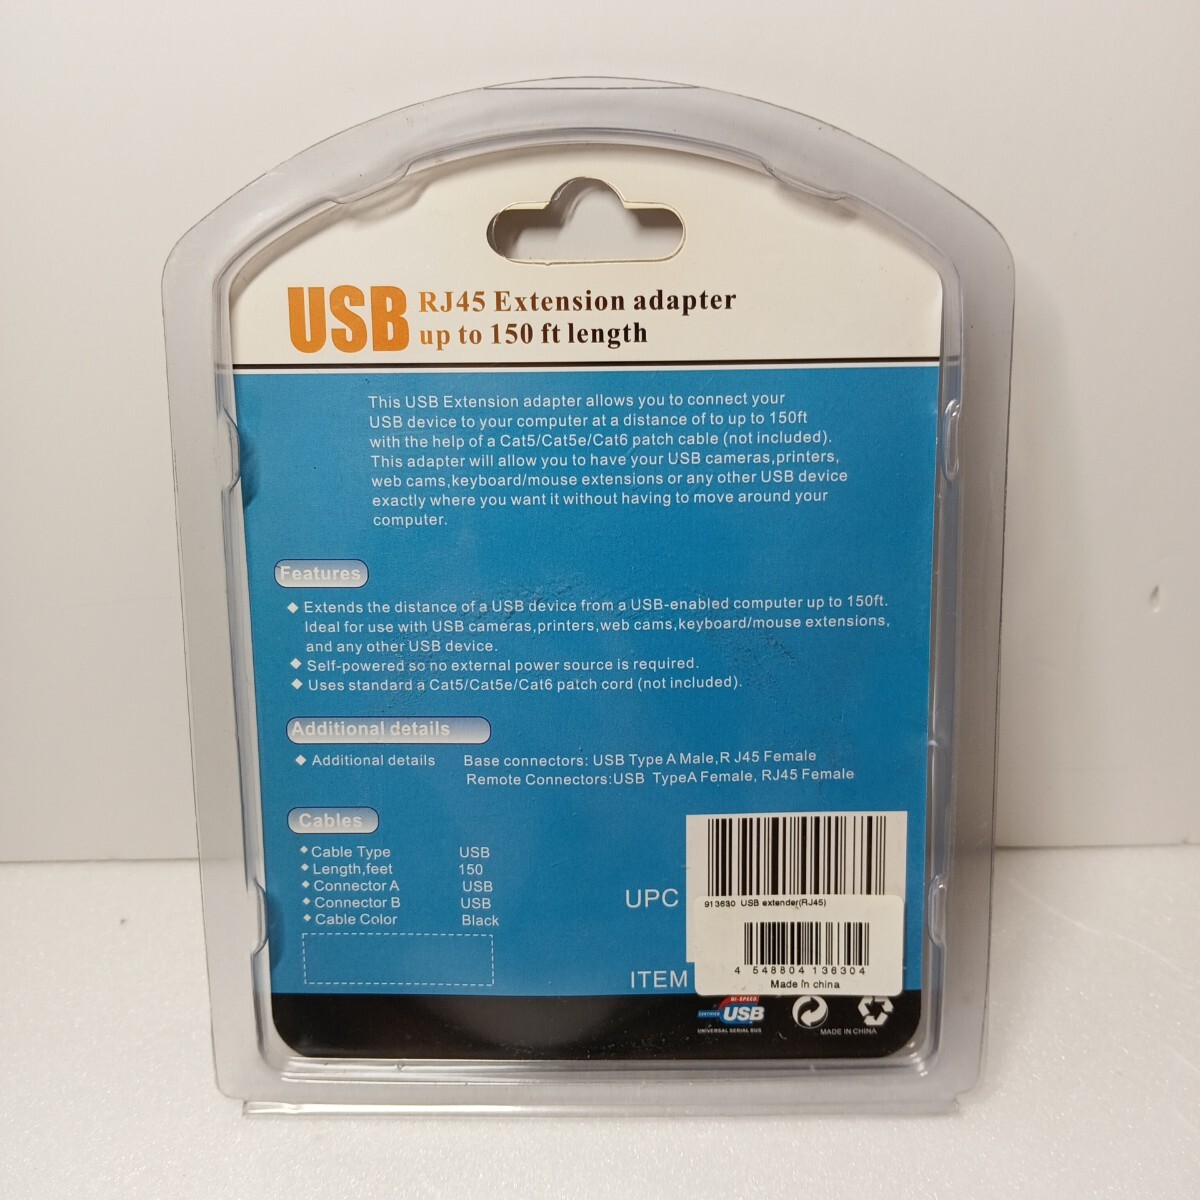 USB RJ45 Extension adapter
up to 150 ft length
This USB Extension adapter allows you to connect your
USB device to your computer at a distance of to up to 150ft
with the help of a Cat5/Cat5e/Cat6 patch cable (not included).
This adapter will allow you to have your USB cameras,printers,
web cams,keyboard/mouse extensions or any other USB device
exactly where you want it without having to move around your
computer.
Features
◆ Extends the distance of a USB device from a USB-enabled computer up to 150ft.
Ideal for use with USB cameras,printers,web cams,keyboard/mouse extensions,
and any other USB device.
◆ Self-powered so no external power source is required.
◆ Uses standard a Cat5/Cat5e/Cat6 patch cord (not included).
Additional details
◆ Additional details Base connectors: USB Type A Male,R J45 Female
Remote Connectors:USB TypeA Female, RJ45 Female
Cables
◆ Cable Type USB
◆ Length,feet 150
◆ Connector A USB
◆ Connector B USB
◆ Cable Color Black
UPC
913630 USB extender(RJ45)
4 548804 136304
Made in china
ITEM
HI-SPEED
CERTIFIED USB
UNIVERSAL SERIAL BUS
MADE IN CHINA